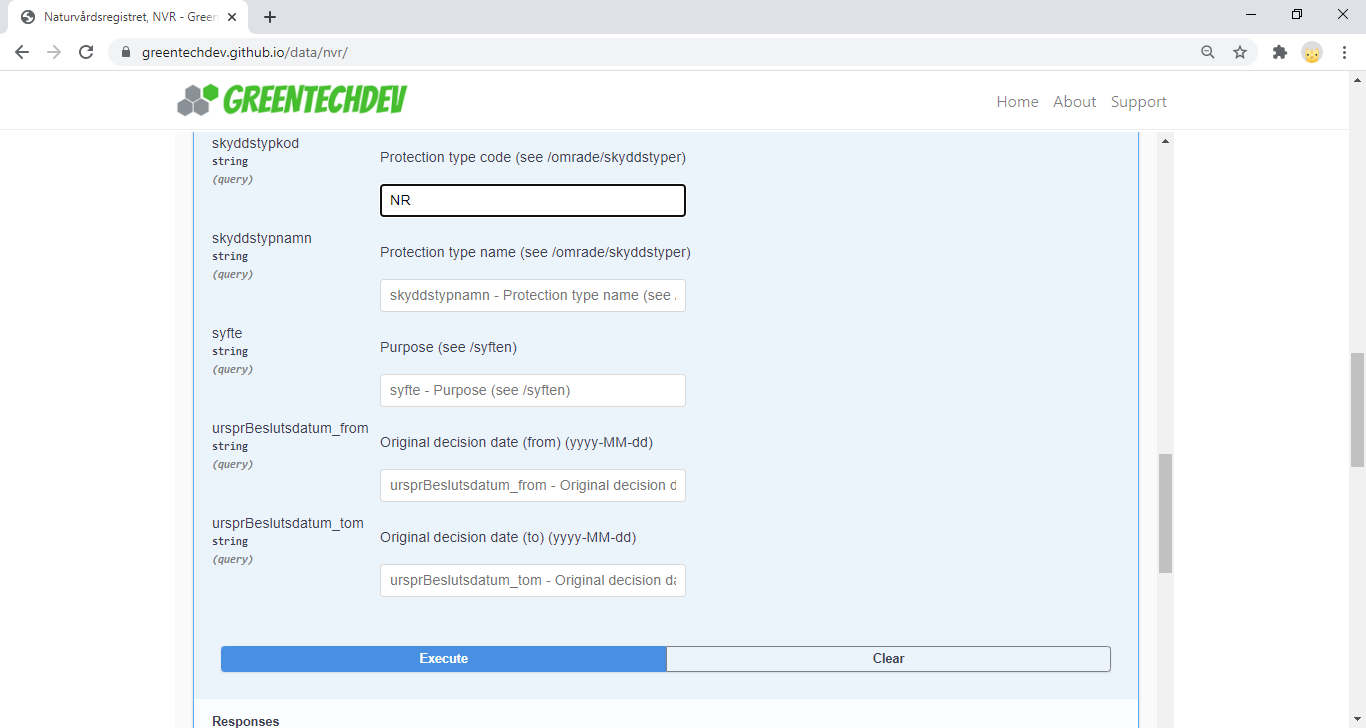 Naturvårdsregistret, NVR - Green
greentechdev.github.io/data/nvr/
GREENTECHDEV
Home About Support
skyddstypkod
string
(query)
Protection type code (see /omrade/skyddstyper)
NR
skyddstypnamn
string
(query)
Protection type name (see /omrade/skyddstyper)
skyddstypnamn - Protection type name (see
syfte
string
(query)
Purpose (see /syften)
syfte - Purpose (see /syften)
ursprBeslutsdatum_from
string
(query)
Original decision date (from) (yyyy-MM-dd)
ursprBeslutsdatum_from - Original decision d
ursprBeslutsdatum_tom
string
(query)
Original decision date (to) (yyyy-MM-dd)
ursprBeslutsdatum_tom - Original decision da
Execute
Clear
Responses